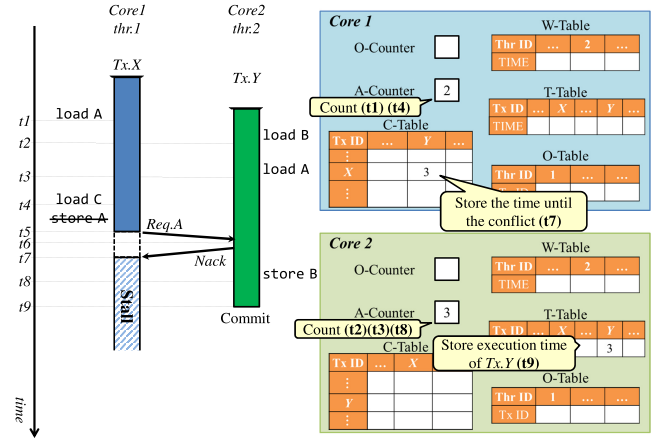 Core1
thr.1
Core2
thr.2
Tx.X
Tx.Y
t1
t2
t3
t4
t5
t6
t7
t8
t9
time
load A
load C
store A
load B
load A
store B
Req.A
Nack
Stall
Commit
Core 1
O-Counter
A-Counter
2
Count (t1) (t4)
C-Table
Tx ID … Y …
⋮
X 3
⋮
W-Table
Thr ID … 2 …
TIME
T-Table
Tx ID … X … Y …
TIME
O-Table
Thr ID 1 … …
Store the time until
the conflict (t7)
Core 2
O-Counter
A-Counter
3
Count (t2)(t3)(t8)
C-Table
Tx ID … X …
⋮
Y
⋮
W-Table
Thr ID … 2 …
TIME
T-Table
Tx ID … X … Y …
3
Store execution time
of Tx.Y (t9)
O-Table
Thr ID 1 … …
Tx ID